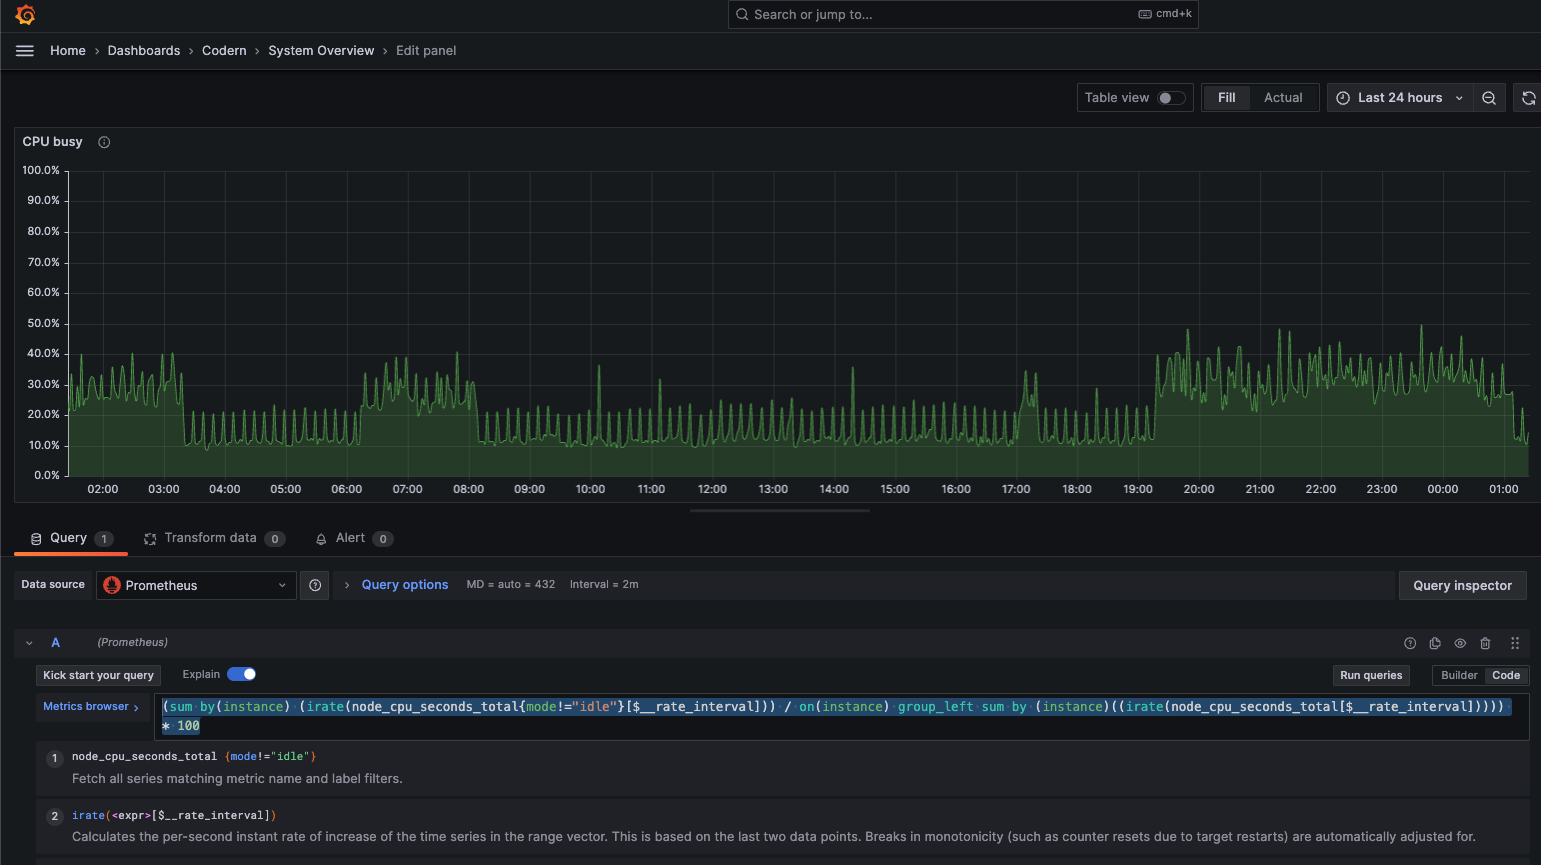 Search or jump to...
cmd+k
Home › Dashboards › Codern › System Overview › Edit panel
Table view
Fill
Actual
Last 24 hours
CPU busy
100.0%
90.0%
80.0%
70.0%
60.0%
50.0%
40.0%
30.0%
20.0%
10.0%
0.0%
02:00 03:00 04:00 05:00 06:00 07:00 08:00 09:00 10:00 11:00 12:00 13:00 14:00 15:00 16:00 17:00 18:00 19:00 20:00 21:00 22:00 23:00 00:00 01:00
Query 1
Transform data 0
Alert 0
Data source
Prometheus
Query options
MD = auto = 432
Interval = 2m
Query inspector
A
(Prometheus)
Kick start your query
Explain
Run queries
Builder
Code
Metrics browser ›
(sum by(instance) (irate(node_cpu_seconds_total{mode!="idle"}[$__rate_interval])) / on(instance) group_left sum by (instance)((irate(node_cpu_seconds_total[$__rate_interval]))))
* 100
1
node_cpu_seconds_total {mode!="idle"}
Fetch all series matching metric name and label filters.
2
irate(<expr>[$__rate_interval])
Calculates the per-second instant rate of increase of the time series in the range vector. This is based on the last two data points. Breaks in monotonicity (such as counter resets due to target restarts) are automatically adjusted for.